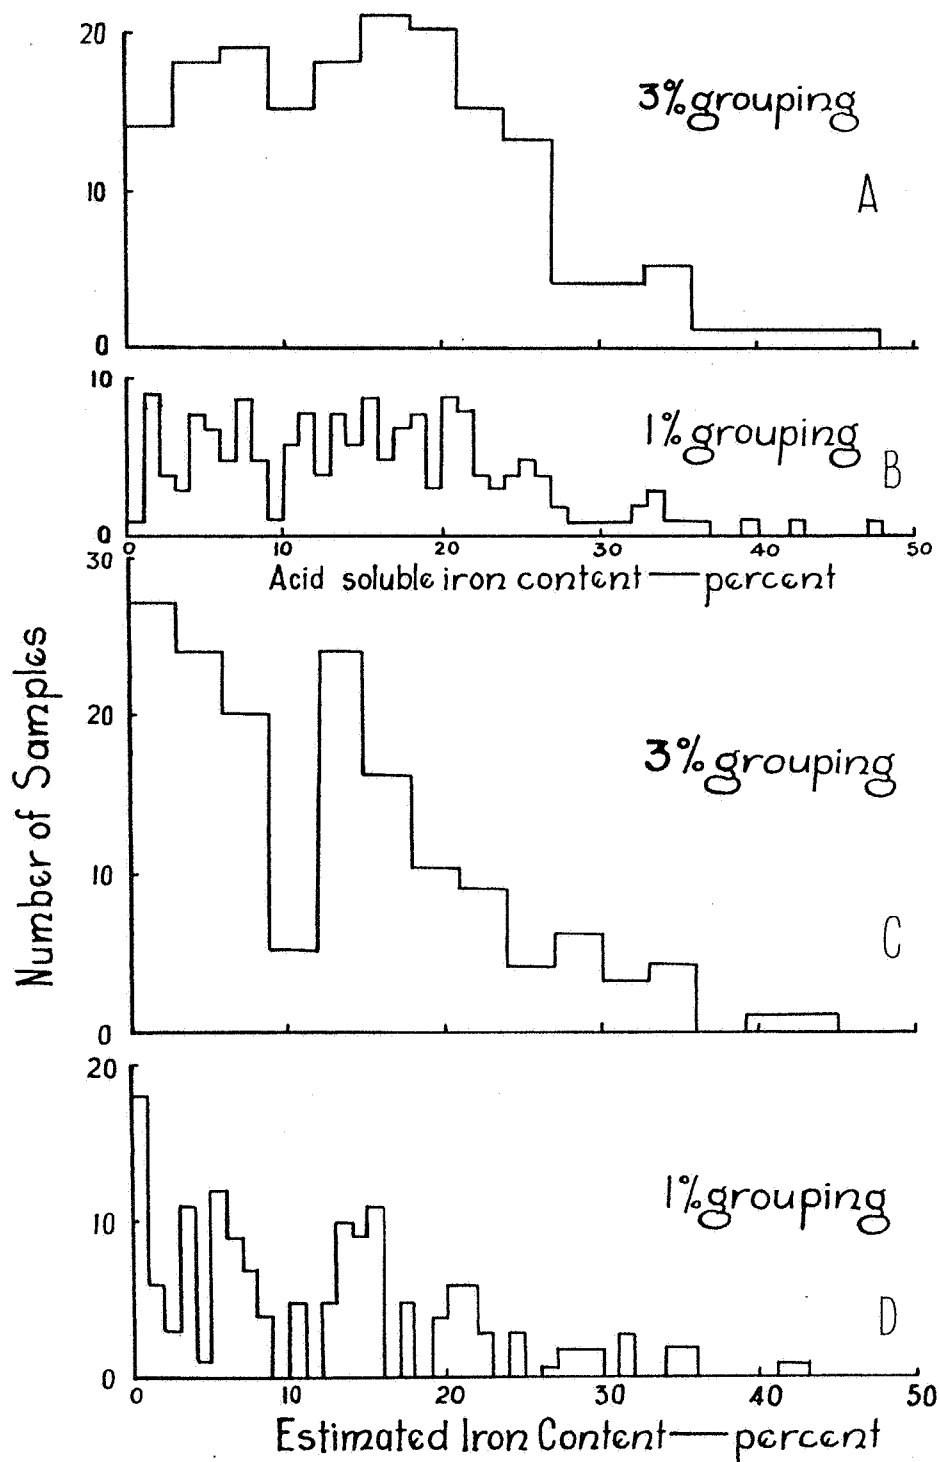 20
3% grouping
10
A
0
10
1% grouping
B
0
0 10 20 30 40 50
Acid soluble iron content — percent
30
20
3% grouping
Number of Samples
10
C
0
20
1% grouping
10
D
0
0 10 20 30 40 50
Estimated Iron Content — percent